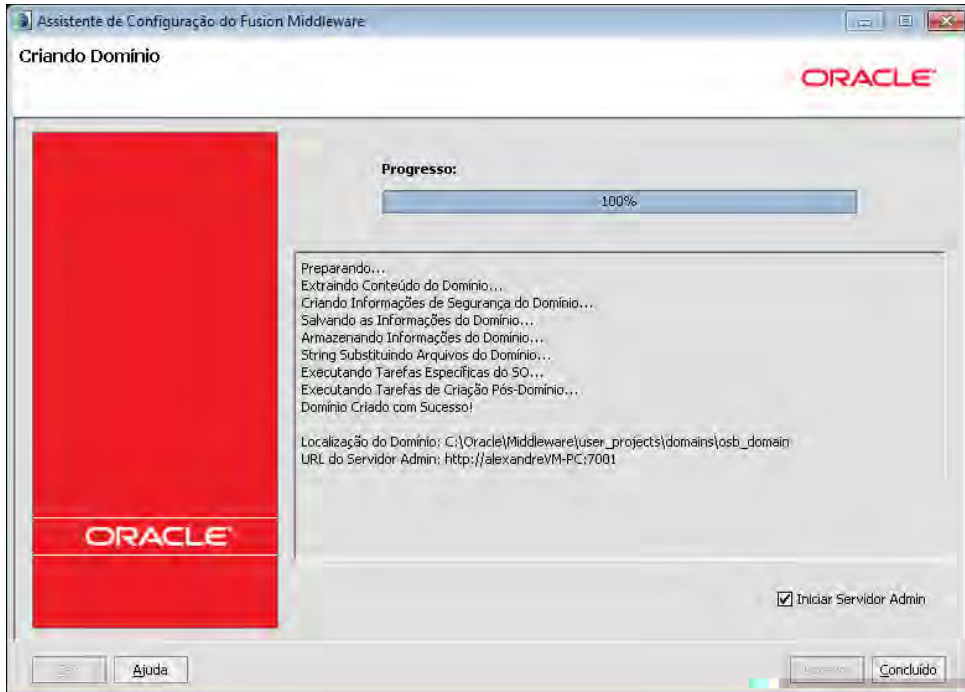 Assistente de Configuração do Fusion Middleware
Criando Domínio
ORACLE
Progresso:
100%
Preparando...
Extraindo Conteúdo do Domínio...
Criando Informações de Segurança do Domínio...
Salvando as Informações do Domínio...
Armazenando Informações do Domínio...
String Substituindo Arquivos do Domínio...
Executando Tarefas Específicas do SO...
Executando Tarefas de Criação Pós-Domínio...
Domínio Criado com Sucesso!
Localização do Domínio: C:\Oracle\Middleware\user_projects\domains\osb_domain
URL do Servidor Admin: http://alexandreVM-PC:7001
ORACLE
Iniciar Servidor Admin
Ajuda
Concluído